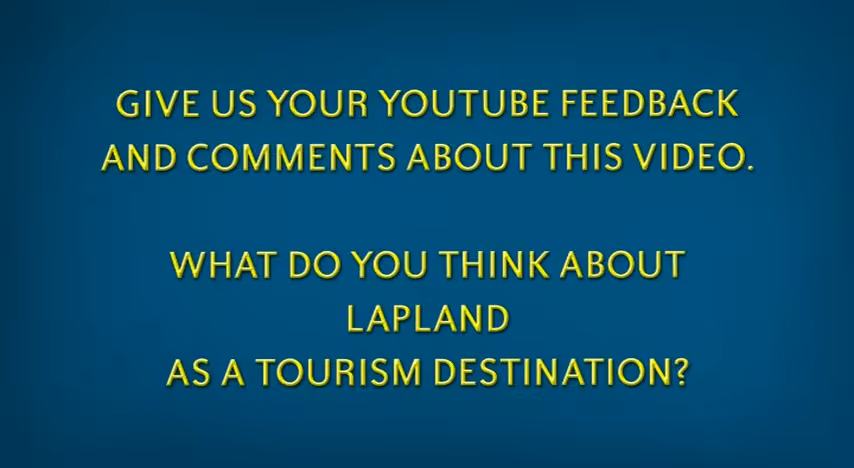 GIVE US YOUR YOUTUBE FEEDBACK
AND COMMENTS ABOUT THIS VIDEO.
WHAT DO YOU THINK ABOUT
LAPLAND
AS A TOURISM DESTINATION?